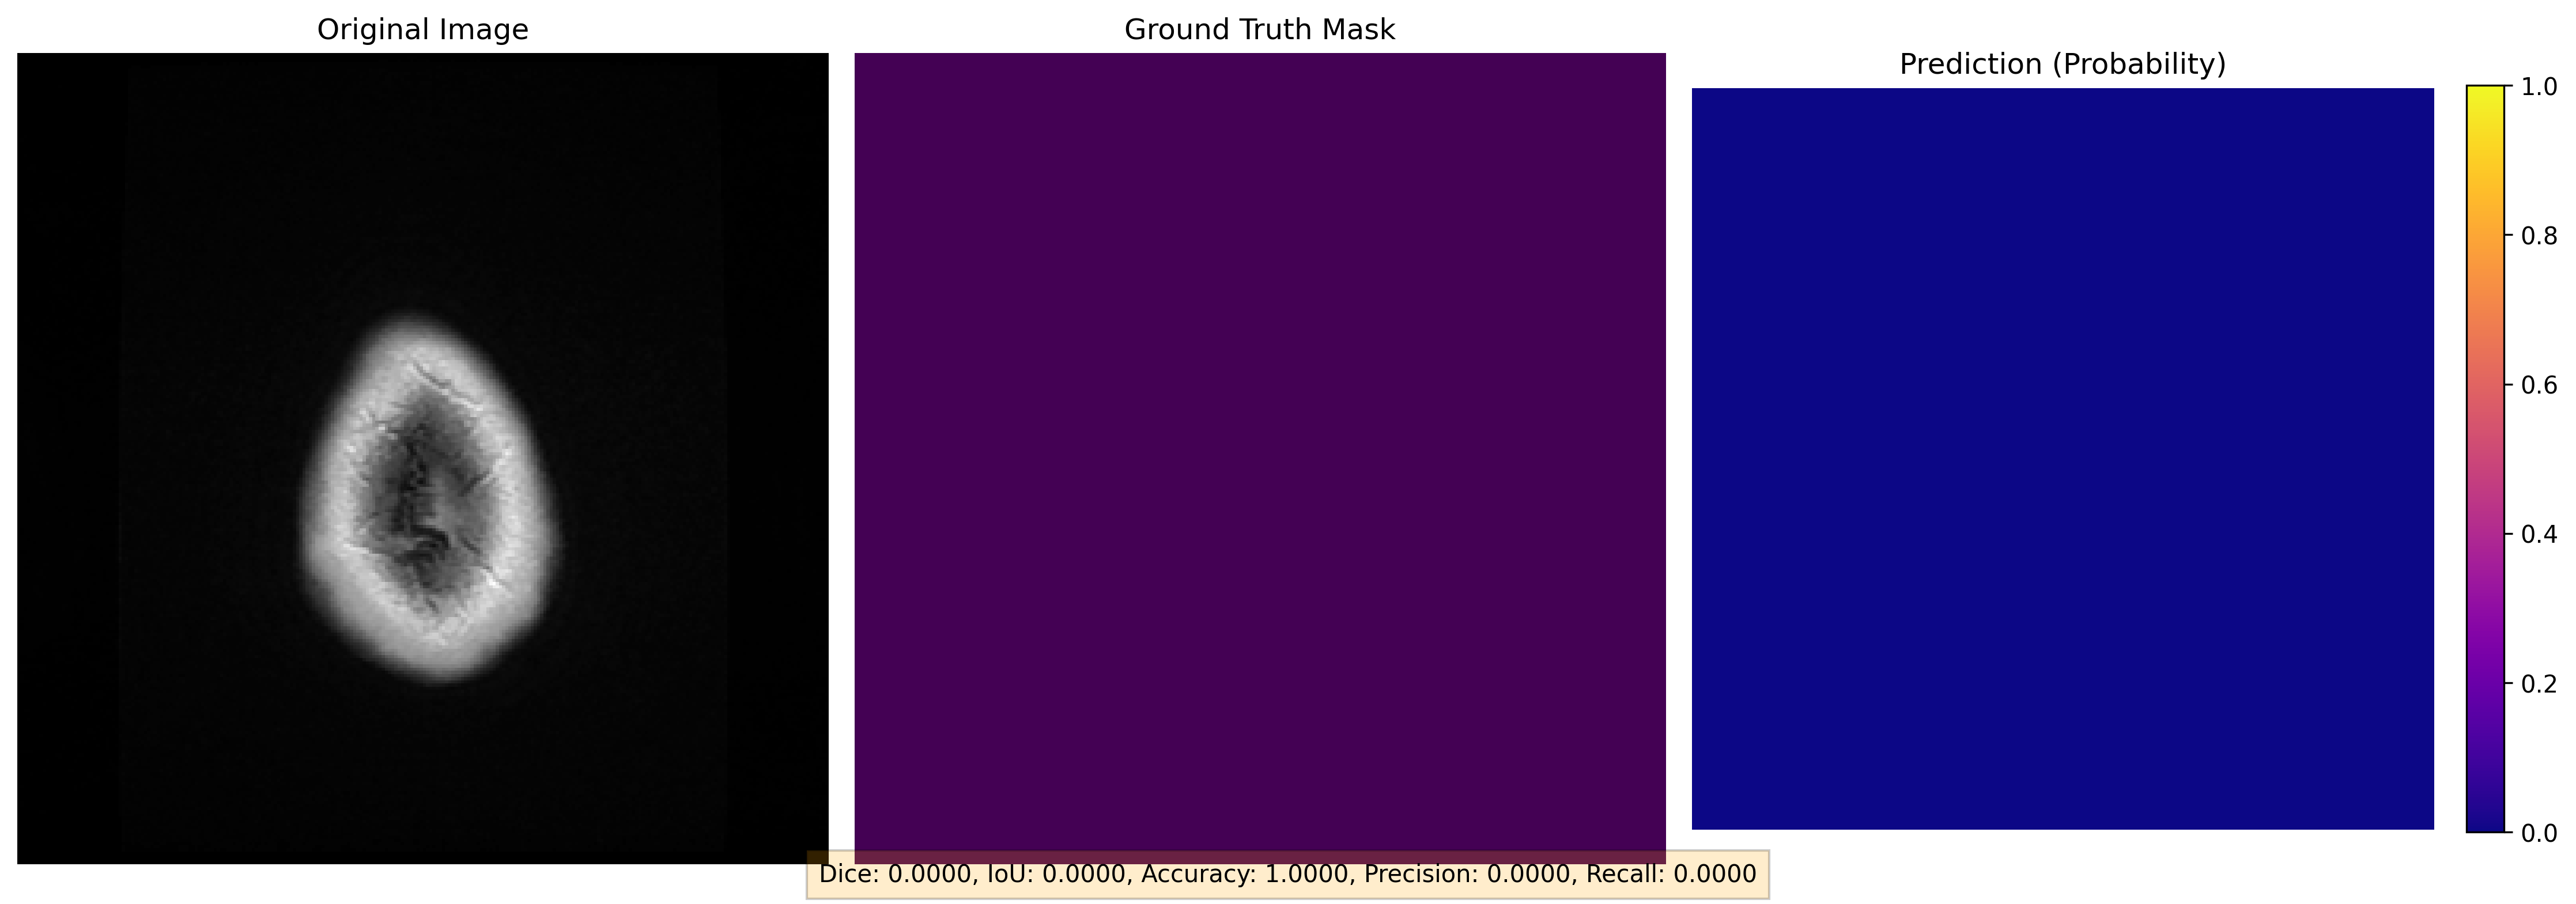 Original Image
Ground Truth Mask
Prediction (Probability)
1.0
0.8
0.6
0.4
0.2
0.0
Dice: 0.0000, IoU: 0.0000, Accuracy: 1.0000, Precision: 0.0000, Recall: 0.0000